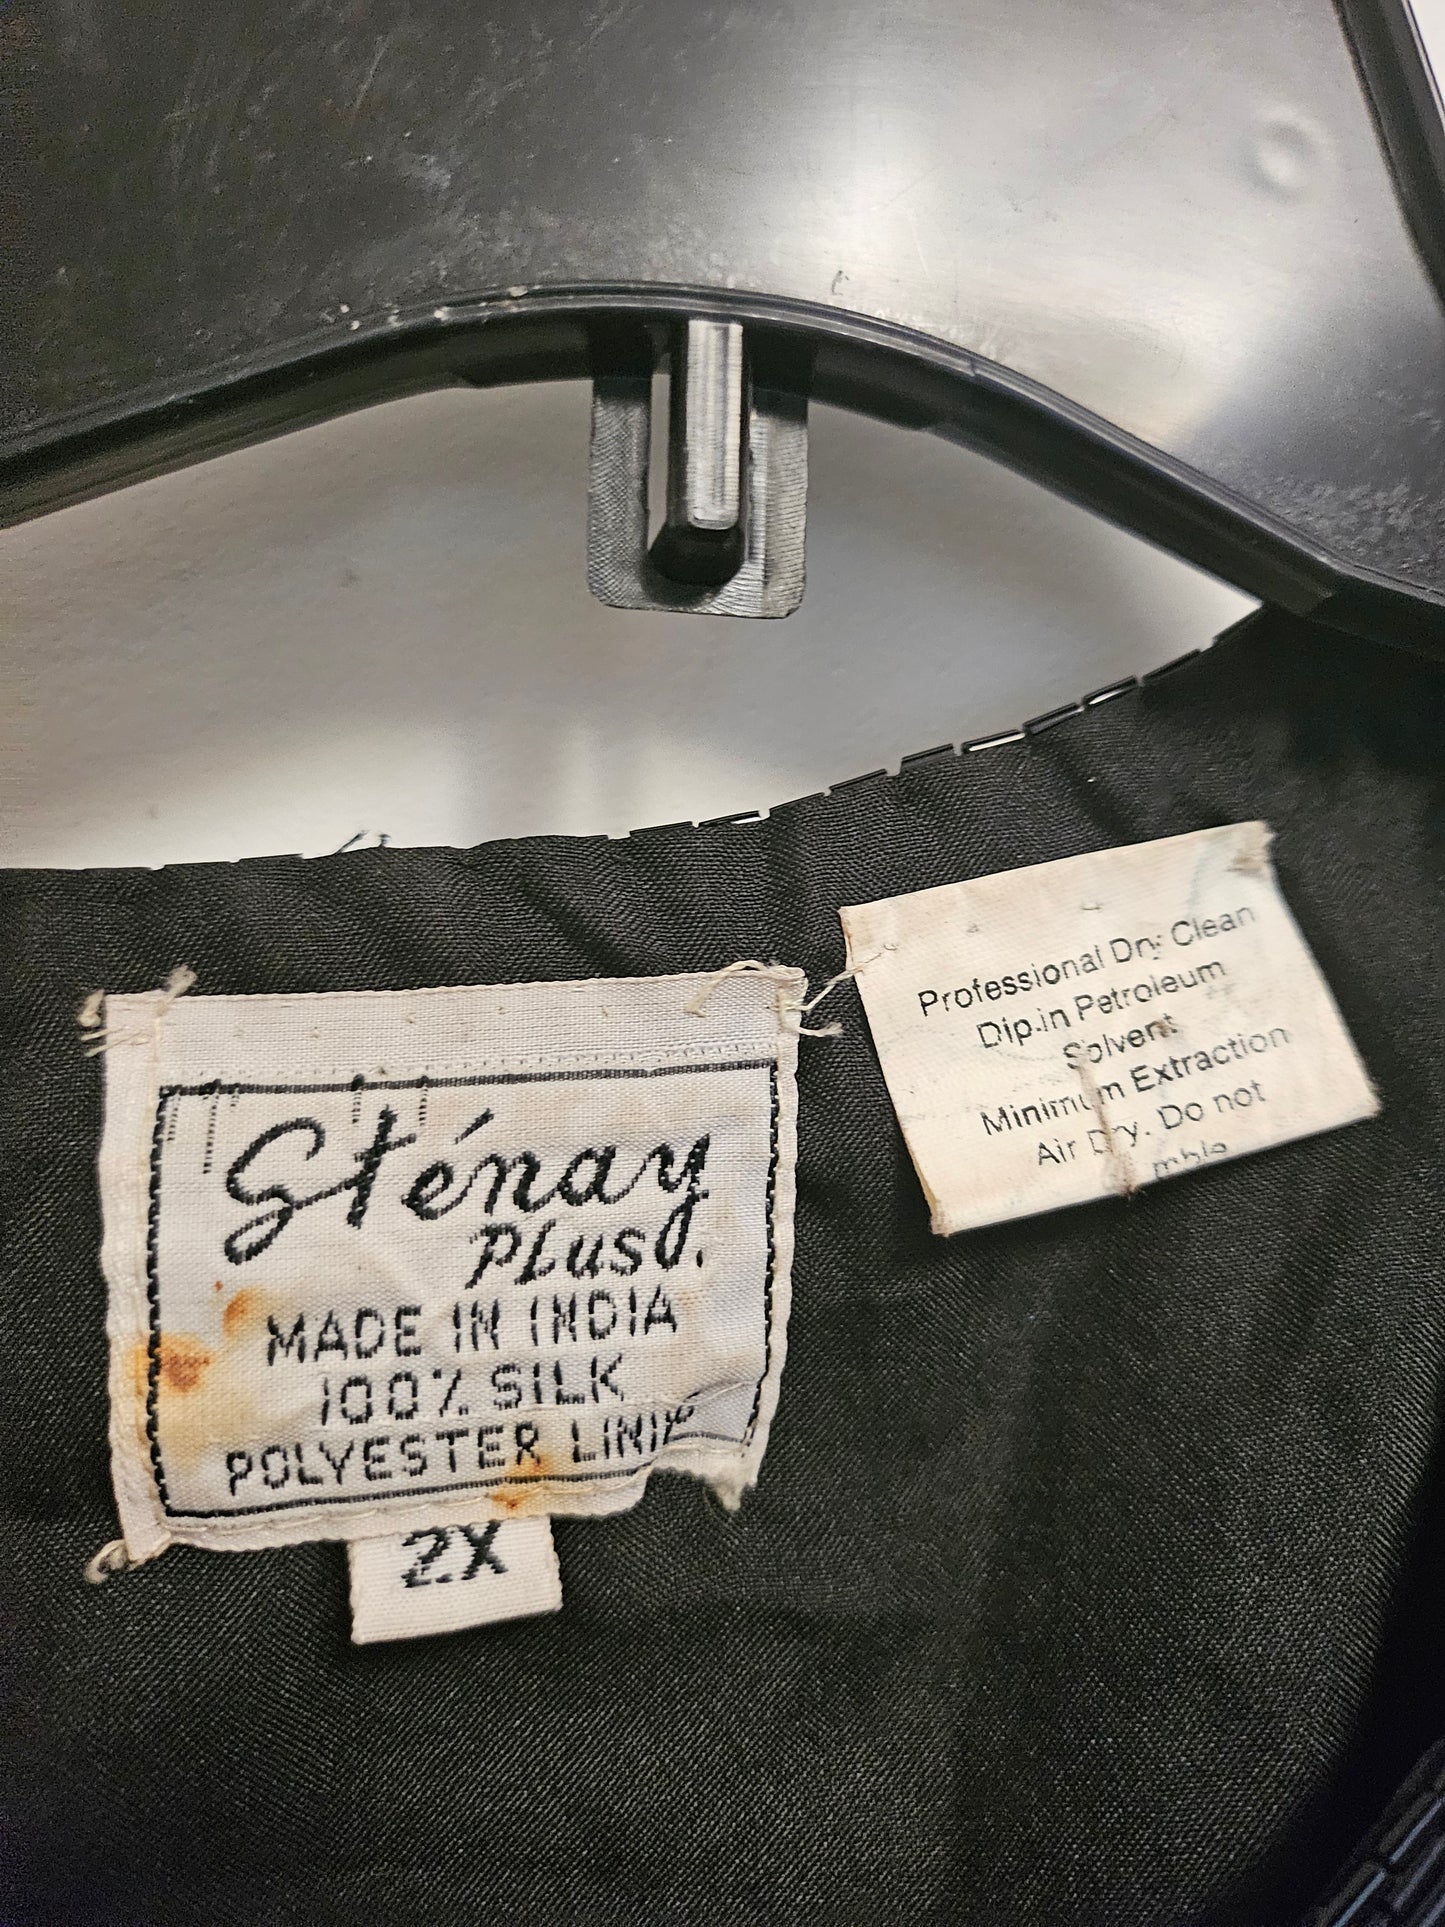 Sténay
PLUS.
MADE IN INDIA
100% SILK
POLYESTER
2X
Professional Dry Clean
Dip in Petroleum
Solvent
Minimum Extraction
Air Dry. Do not